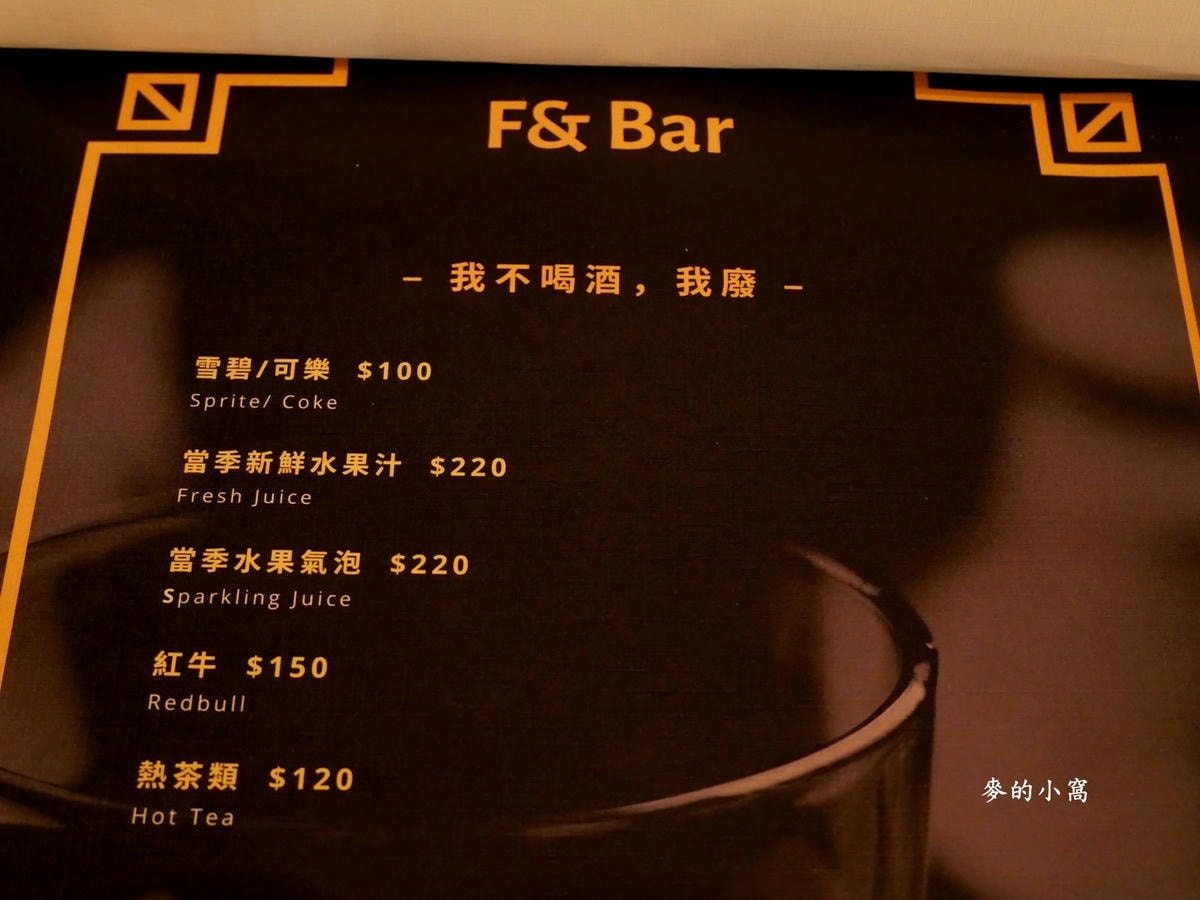 F& Bar
– 我不喝酒，我廢 –
雪碧/可樂 $100
Sprite/ Coke
當季新鮮水果汁 $220
Fresh Juice
當季水果氣泡 $220
Sparkling Juice
紅牛 $150
Redbull
熱茶類 $120
Hot Tea
麥的小窩